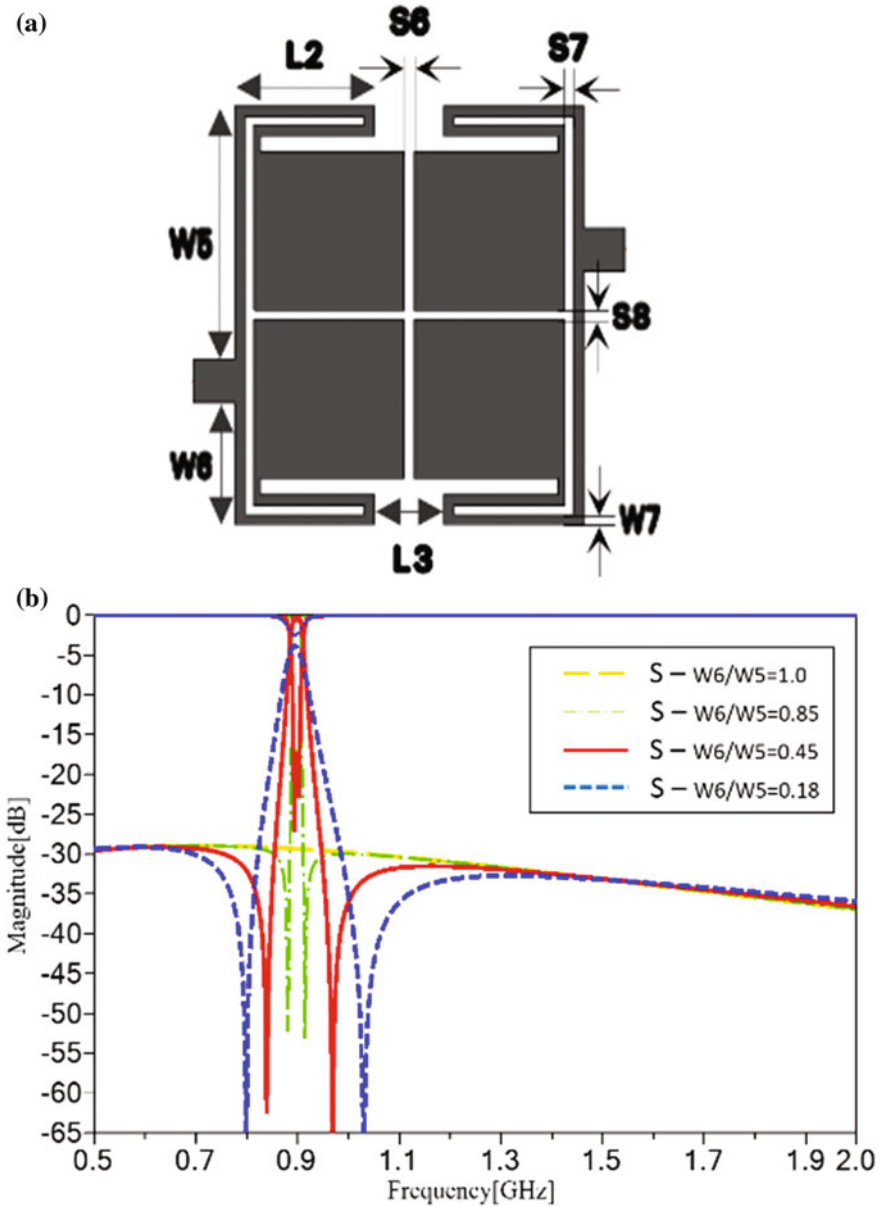 (a)
S6
S7
L2
W5
S8
W6
W7
L3
(b)
0
-5
-10
-15
-20
-25
-30
-35
-40
-45
-50
-55
-60
-65
Magnitude[dB]
S – W6/W5=1.0
S – W6/W5=0.85
S – W6/W5=0.45
S – W6/W5=0.18
0.5 0.7 0.9 1.1 1.3 1.5 1.7 1.9 2.0
Frequency[GHz]